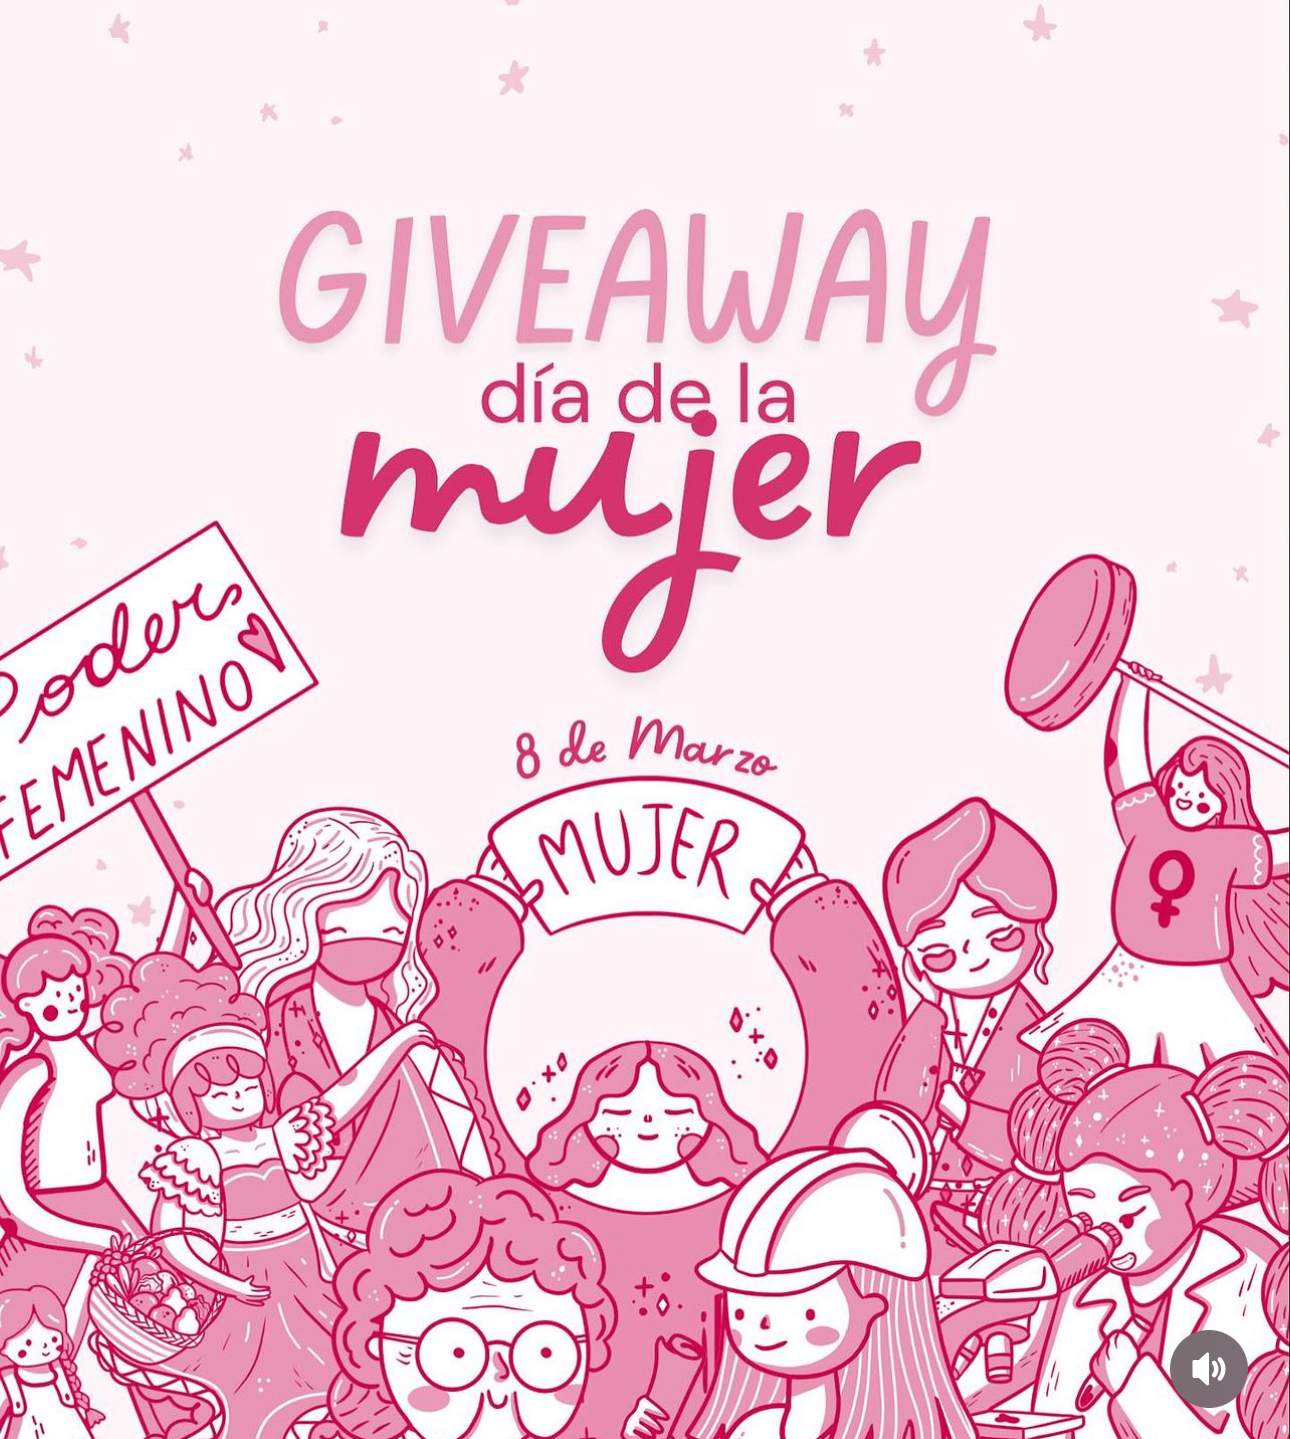 GIVEAWAY
día de la
mujer
Poder
FEMENINO
8 de Marzo
MUJER